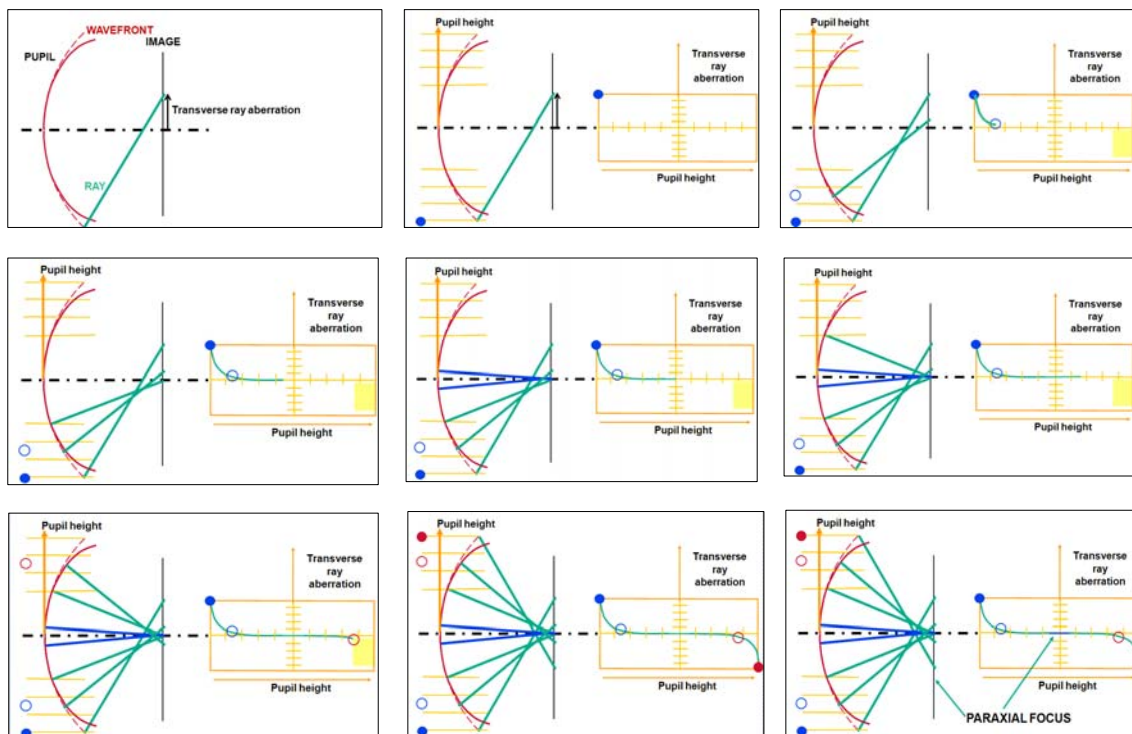 WAVEFRONT
IMAGE
PUPIL
Transverse ray aberration
RAY
Pupil height
Transverse
ray
aberration
Pupil height
Pupil height
Transverse
ray
aberration
Pupil height
Pupil height
Transverse
ray
aberration
Pupil height
Pupil height
Transverse
ray
aberration
Pupil height
Pupil height
Transverse
ray
aberration
Pupil height
Pupil height
Transverse
ray
aberration
Pupil height
Pupil height
Transverse
ray
aberration
Pupil height
Pupil height
Transverse
ray
aberration
PARAXIAL FOCUS